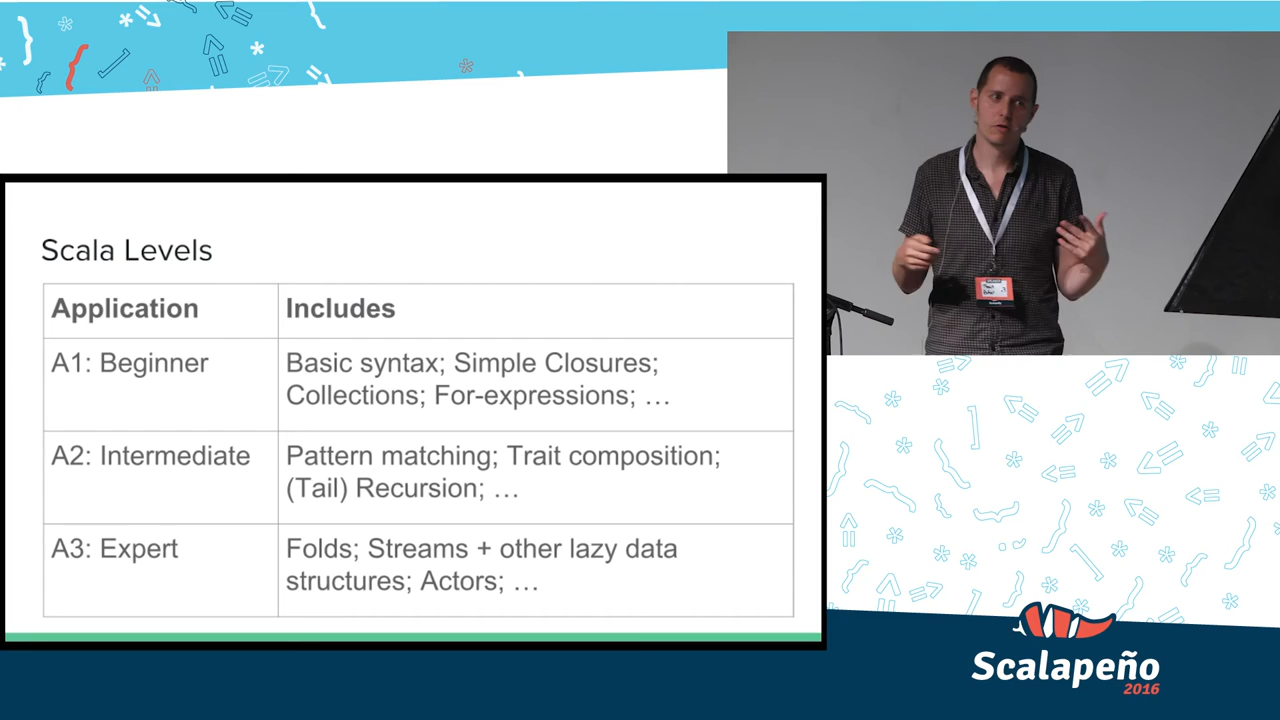 Scala Levels
Application
Includes
A1: Beginner
Basic syntax; Simple Closures;
Collections; For-expressions; …
A2: Intermediate
Pattern matching; Trait composition;
(Tail) Recursion; …
A3: Expert
Folds; Streams + other lazy data
structures; Actors; …
Scalapeño
2016